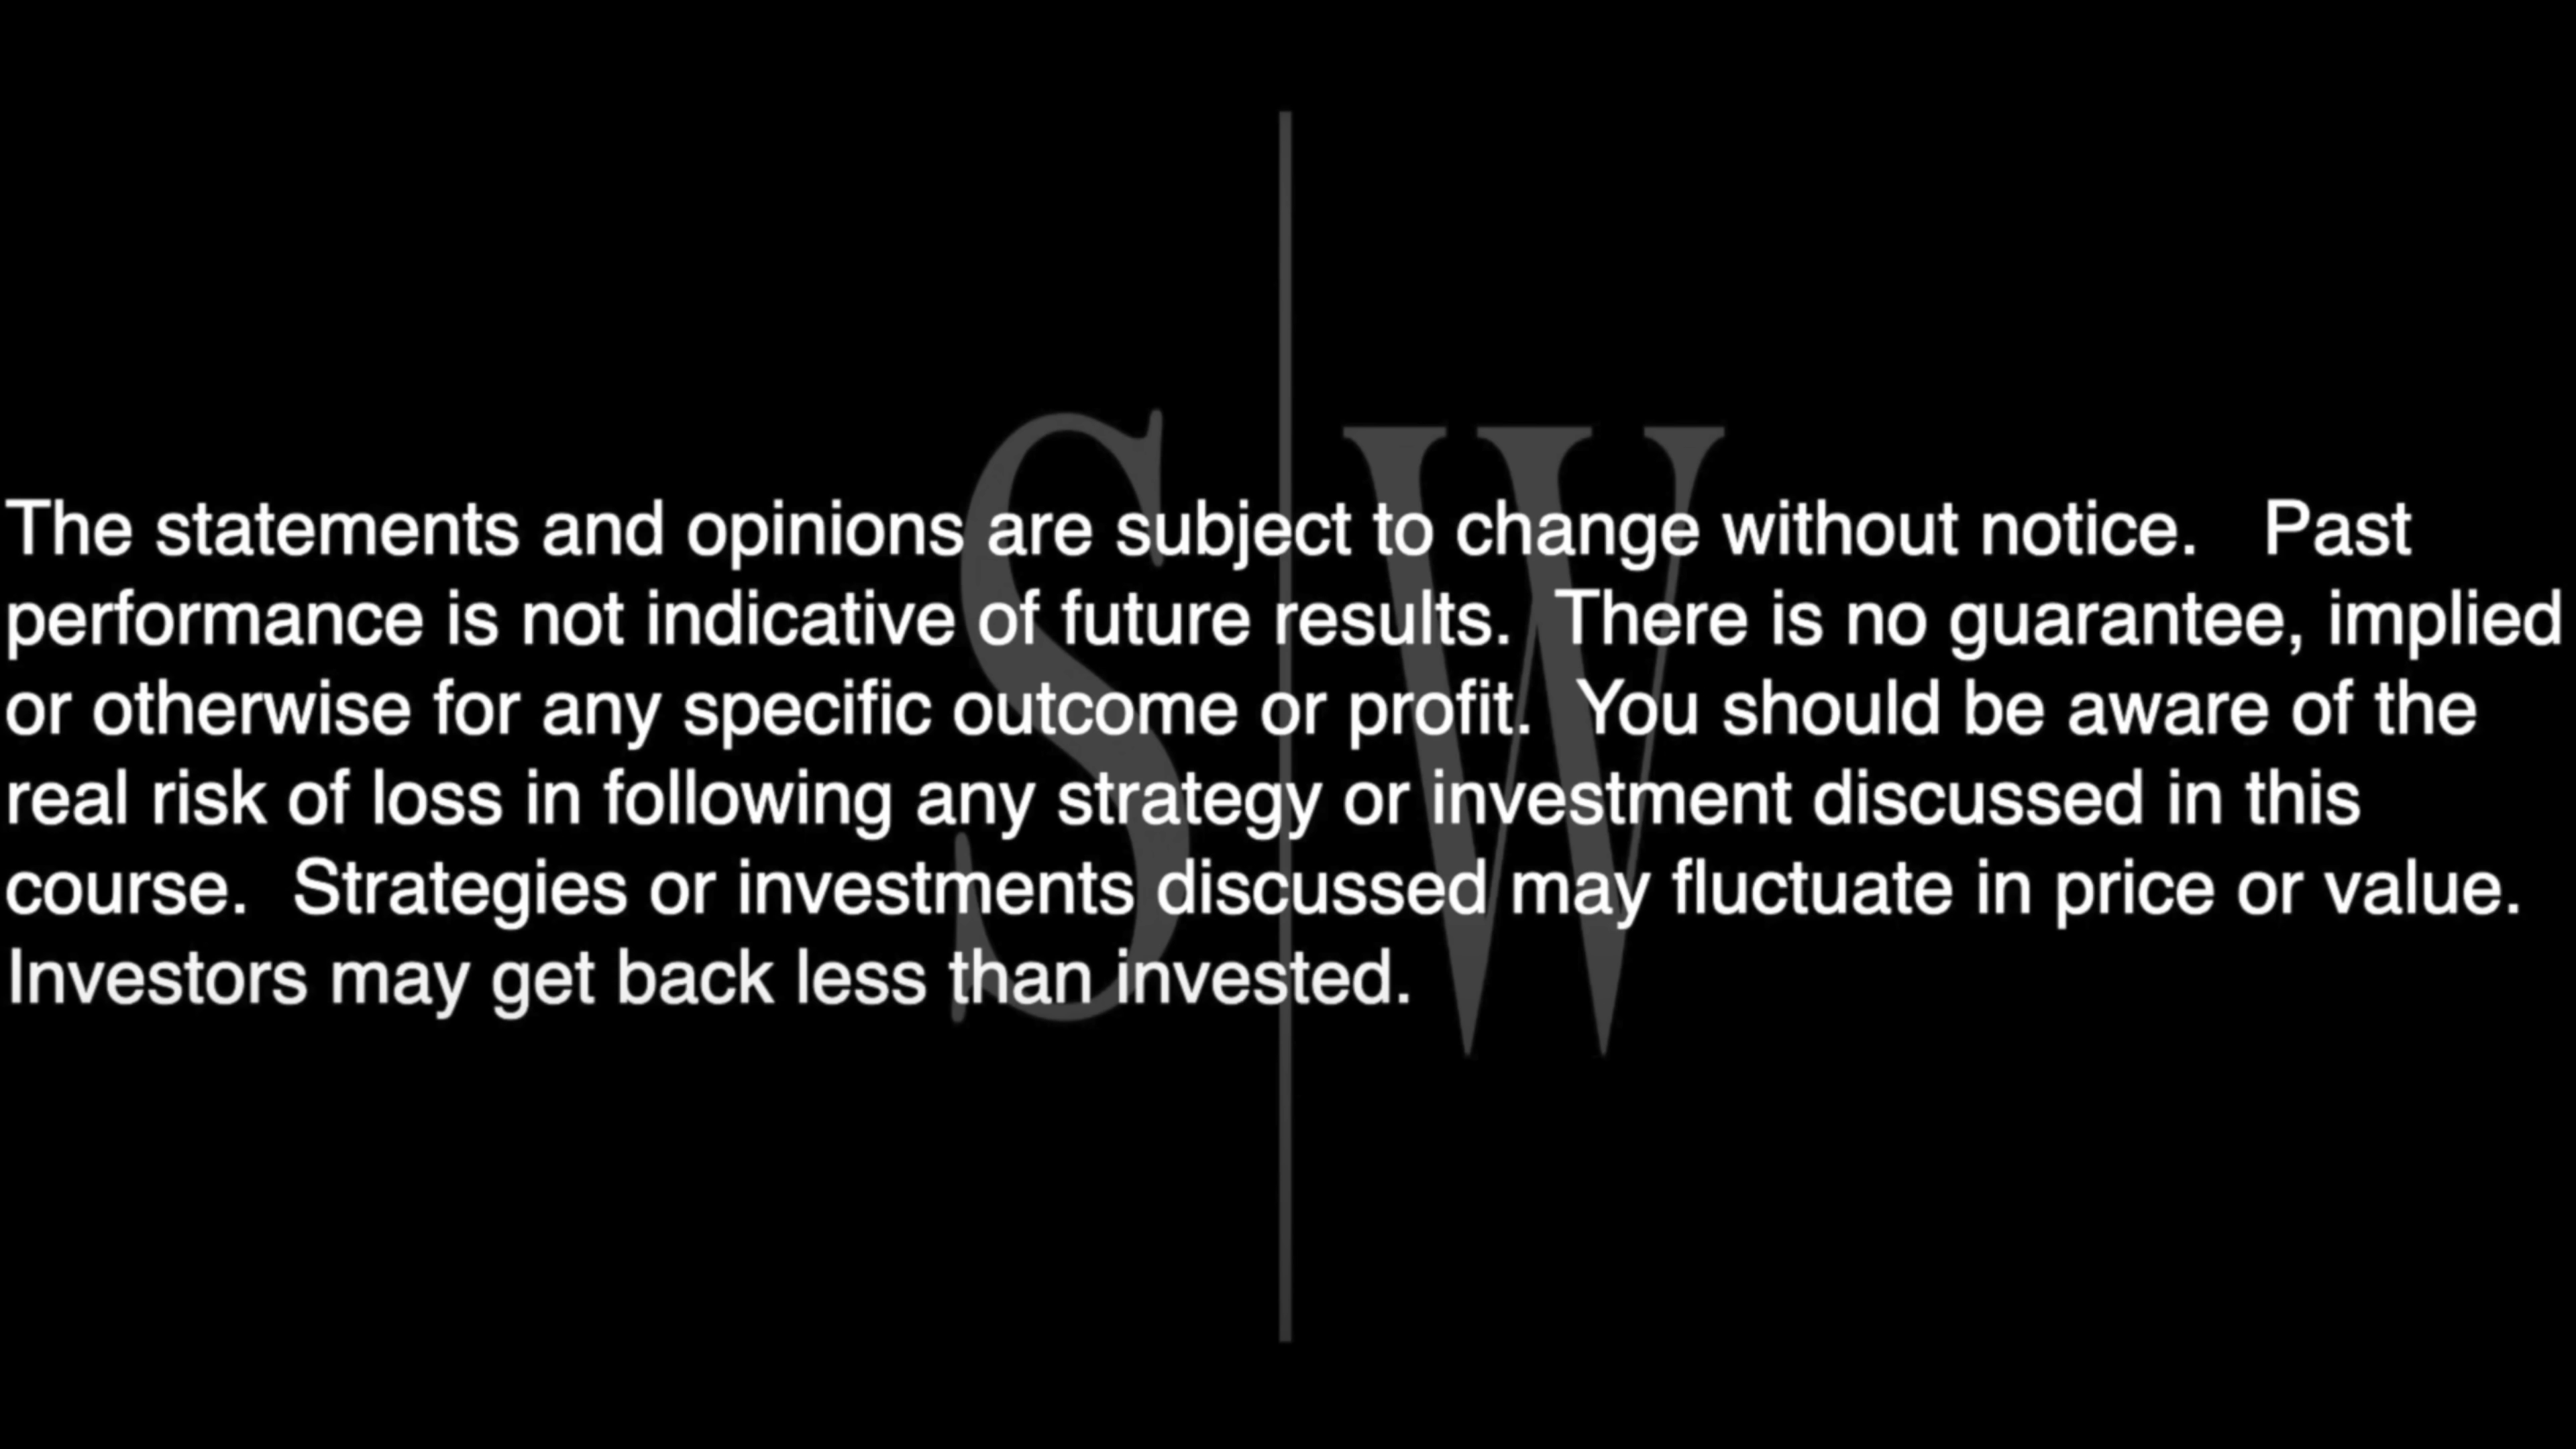 S W
The statements and opinions are subject to change without notice. Past
performance is not indicative of future results. There is no guarantee, implied
or otherwise for any specific outcome or profit. You should be aware of the
real risk of loss in following any strategy or investment discussed in this
course. Strategies or investments discussed may fluctuate in price or value.
Investors may get back less than invested.